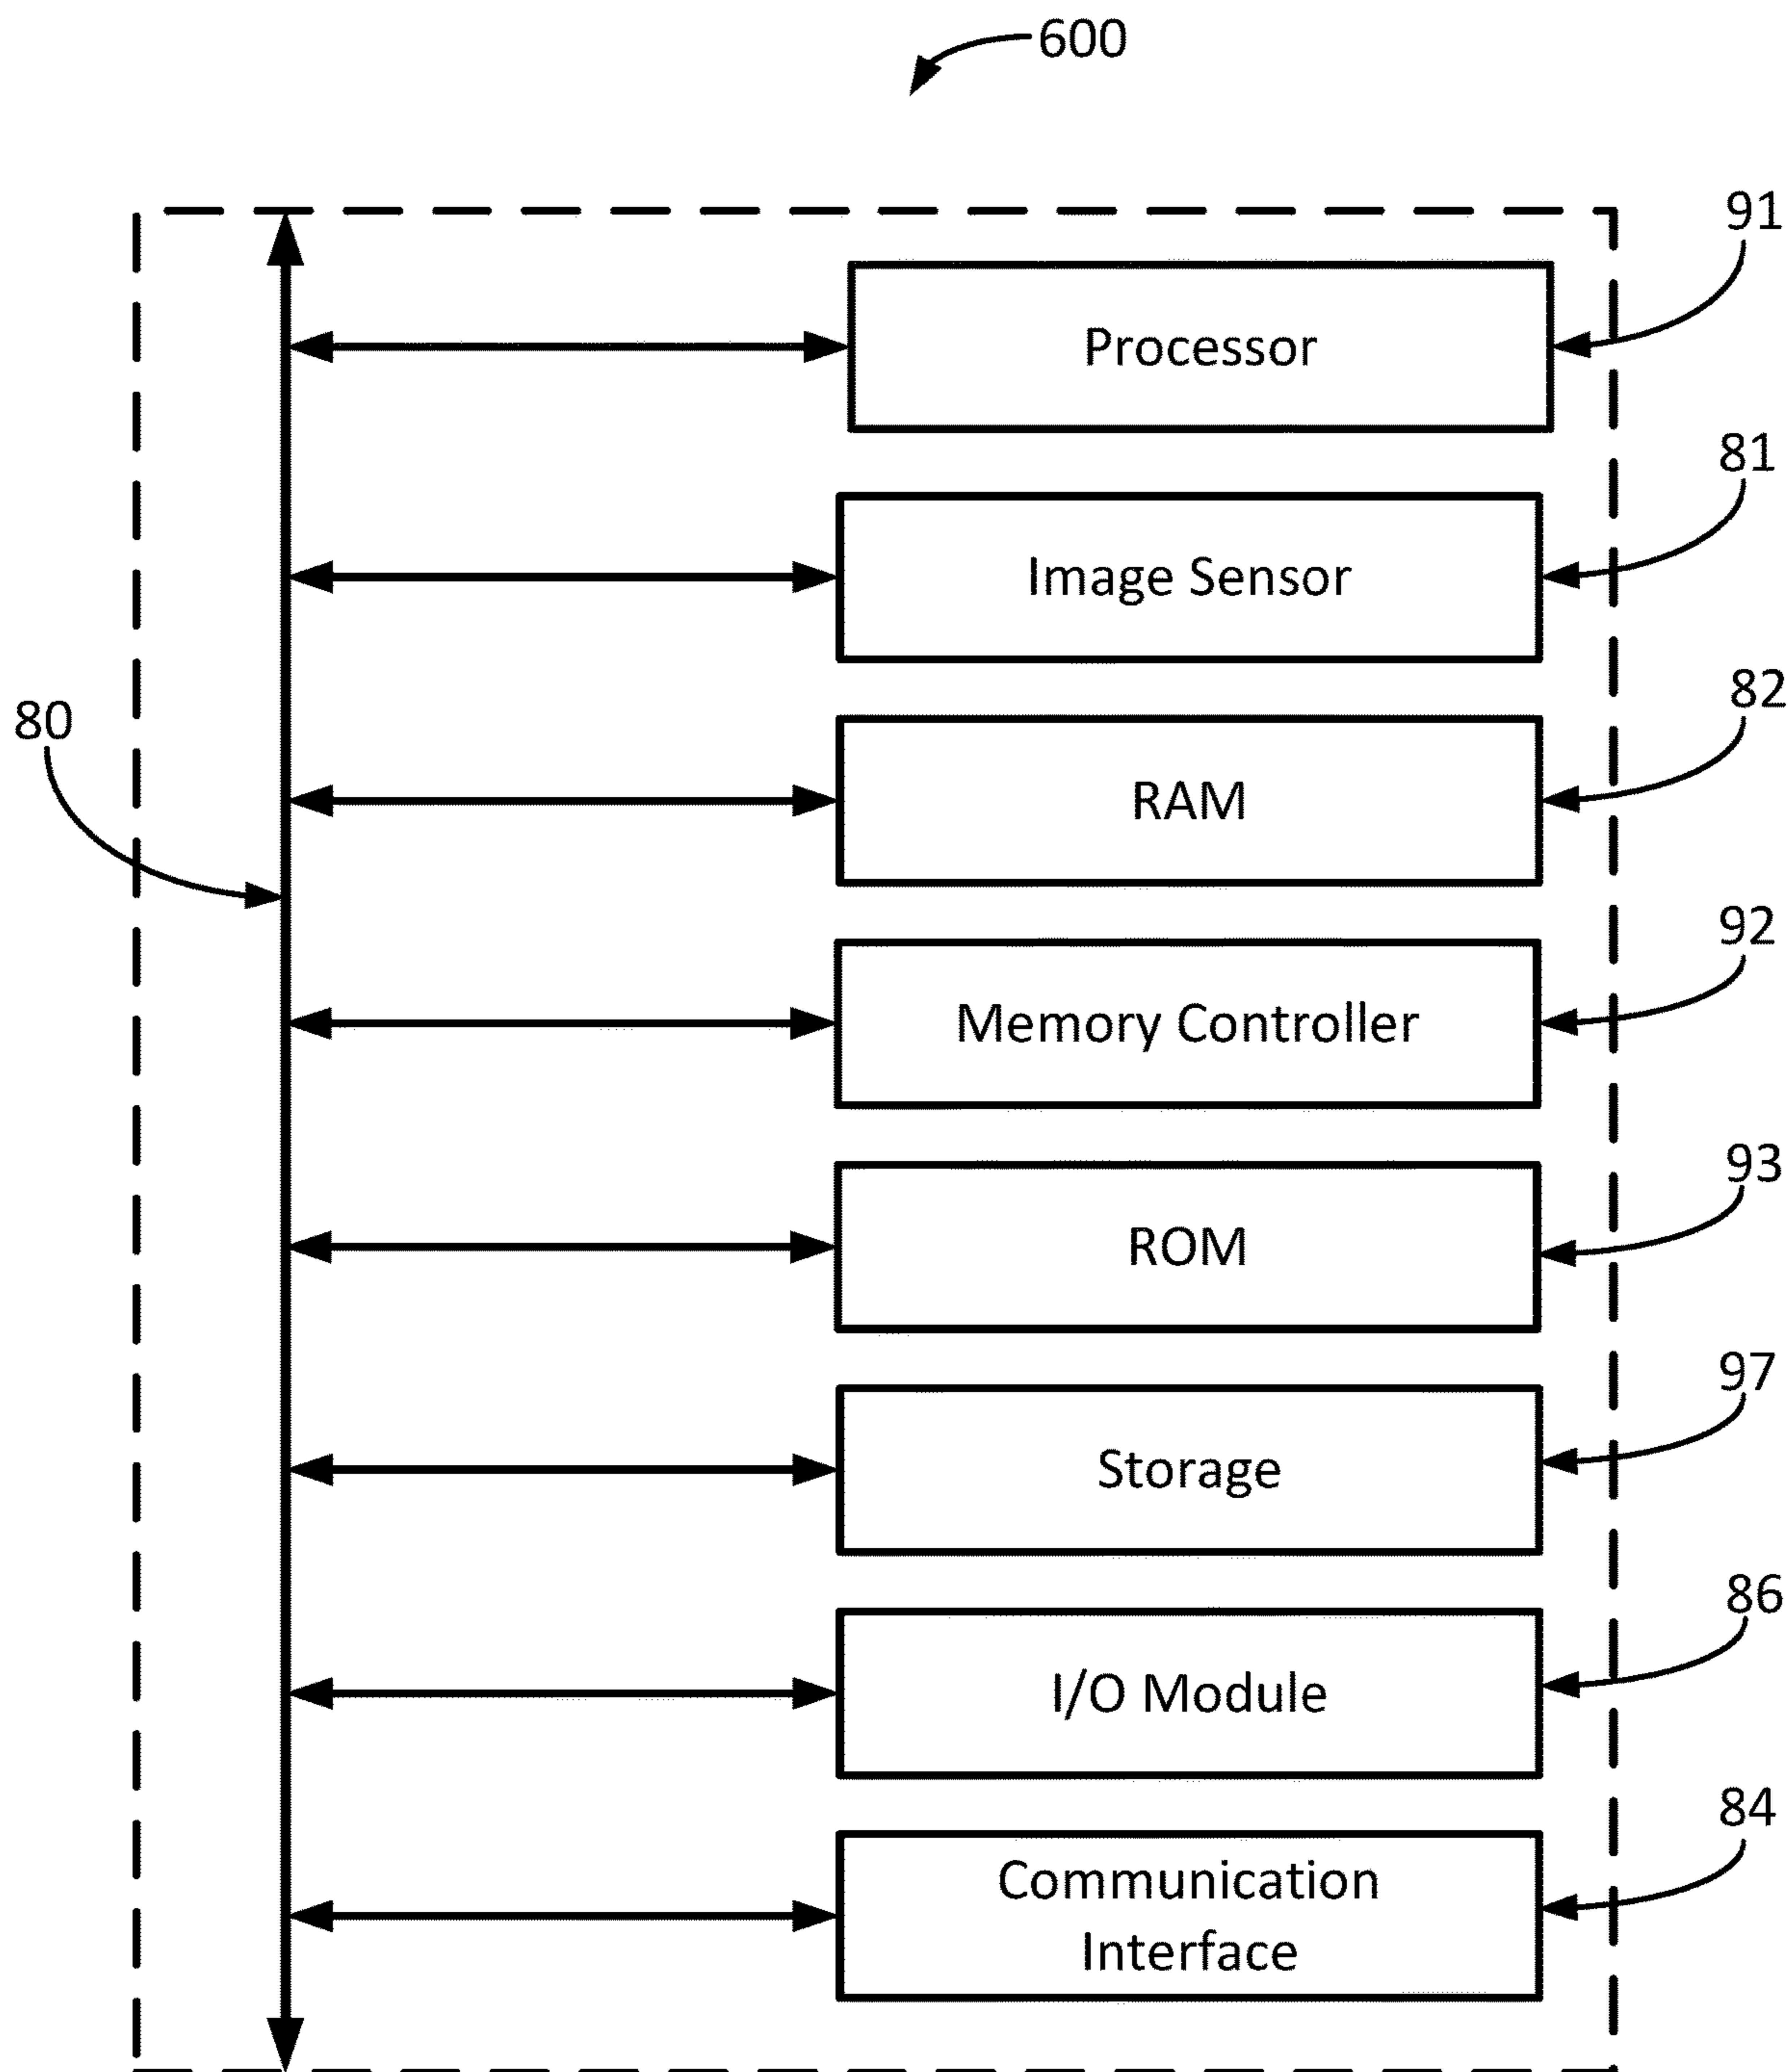 600
91
Processor
81
Image Sensor
82
80
RAM
92
Memory Controller
93
ROM
97
Storage
86
I/O Module
84
Communication
Interface